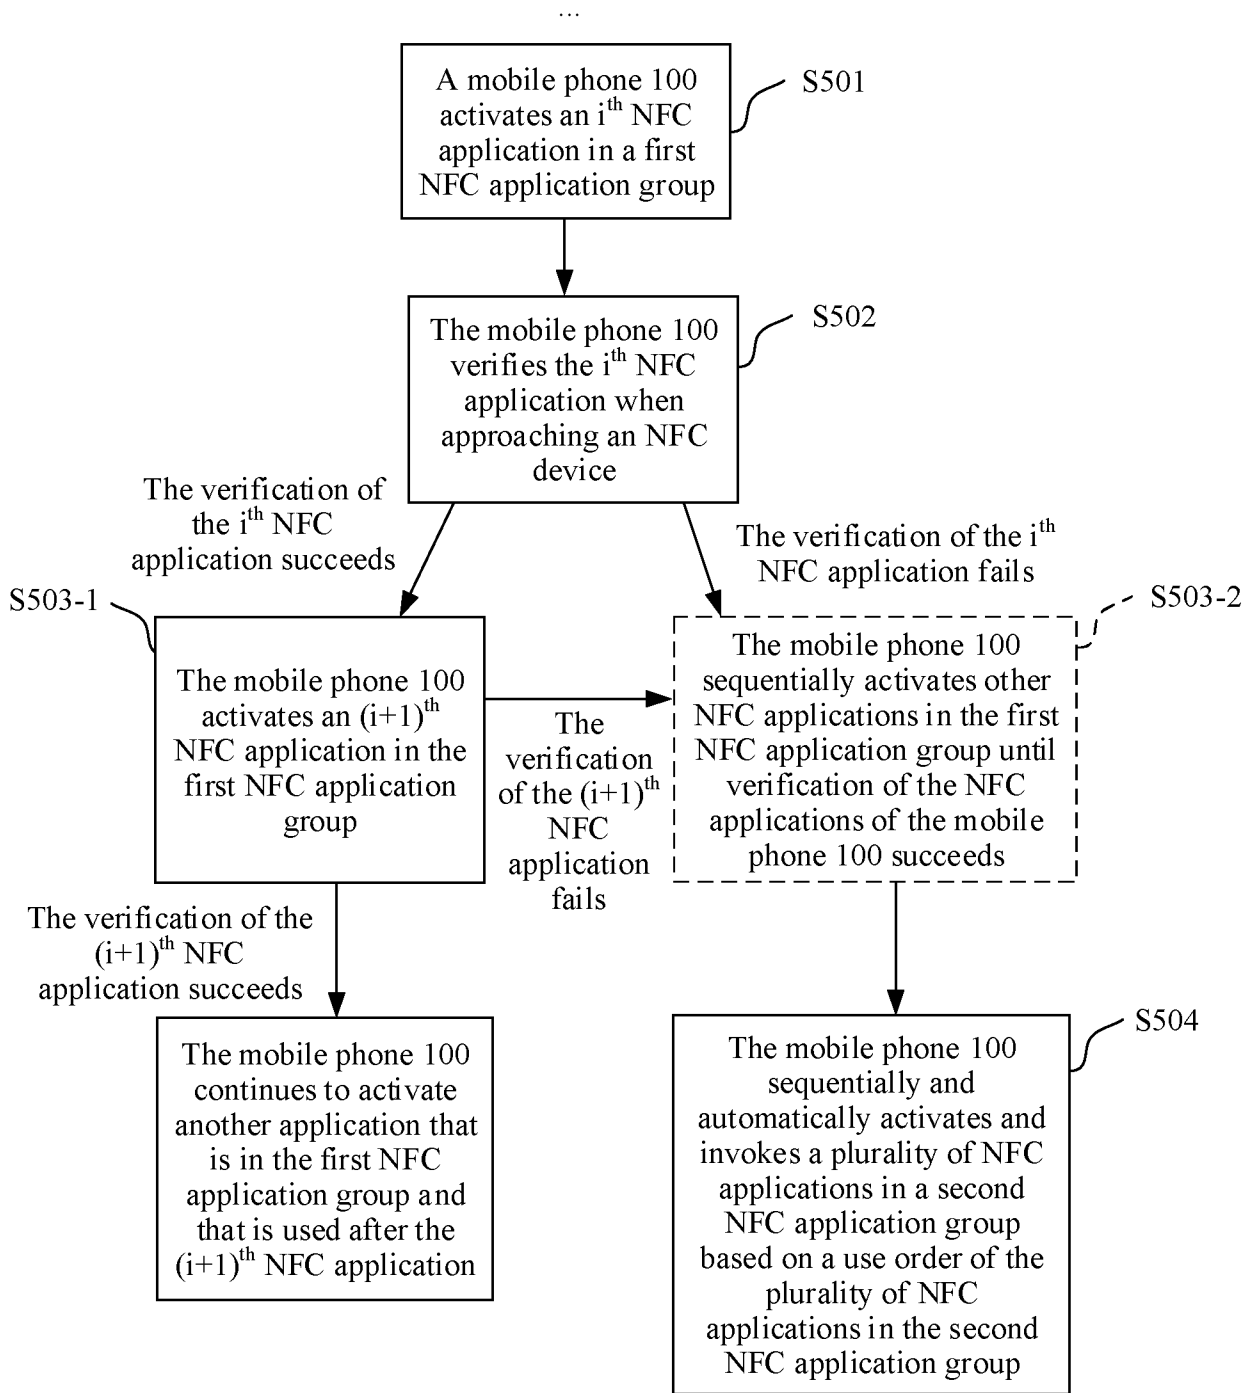 ...
A mobile phone 100
activates an i^th NFC
application in a first
NFC application group
S501
The mobile phone 100
verifies the i^th NFC
application when
approaching an NFC
device
S502
The verification of
the i^th NFC
application succeeds
The verification of the i^th
NFC application fails
S503-1
The mobile phone 100
activates an (i+1)^th
NFC application in the
first NFC application
group
The
verification
of the (i+1)^th
NFC
application
fails
S503-2
The mobile phone 100
sequentially activates other
NFC applications in the first
NFC application group until
verification of the NFC
applications of the mobile
phone 100 succeeds
The verification of the
(i+1)^th NFC
application succeeds
The mobile phone 100
continues to activate
another application that
is in the first NFC
application group and
that is used after the
(i+1)^th NFC application
S504
The mobile phone 100
sequentially and
automatically activates and
invokes a plurality of NFC
applications in a second
NFC application group
based on a use order of the
plurality of NFC
applications in the second
NFC application group